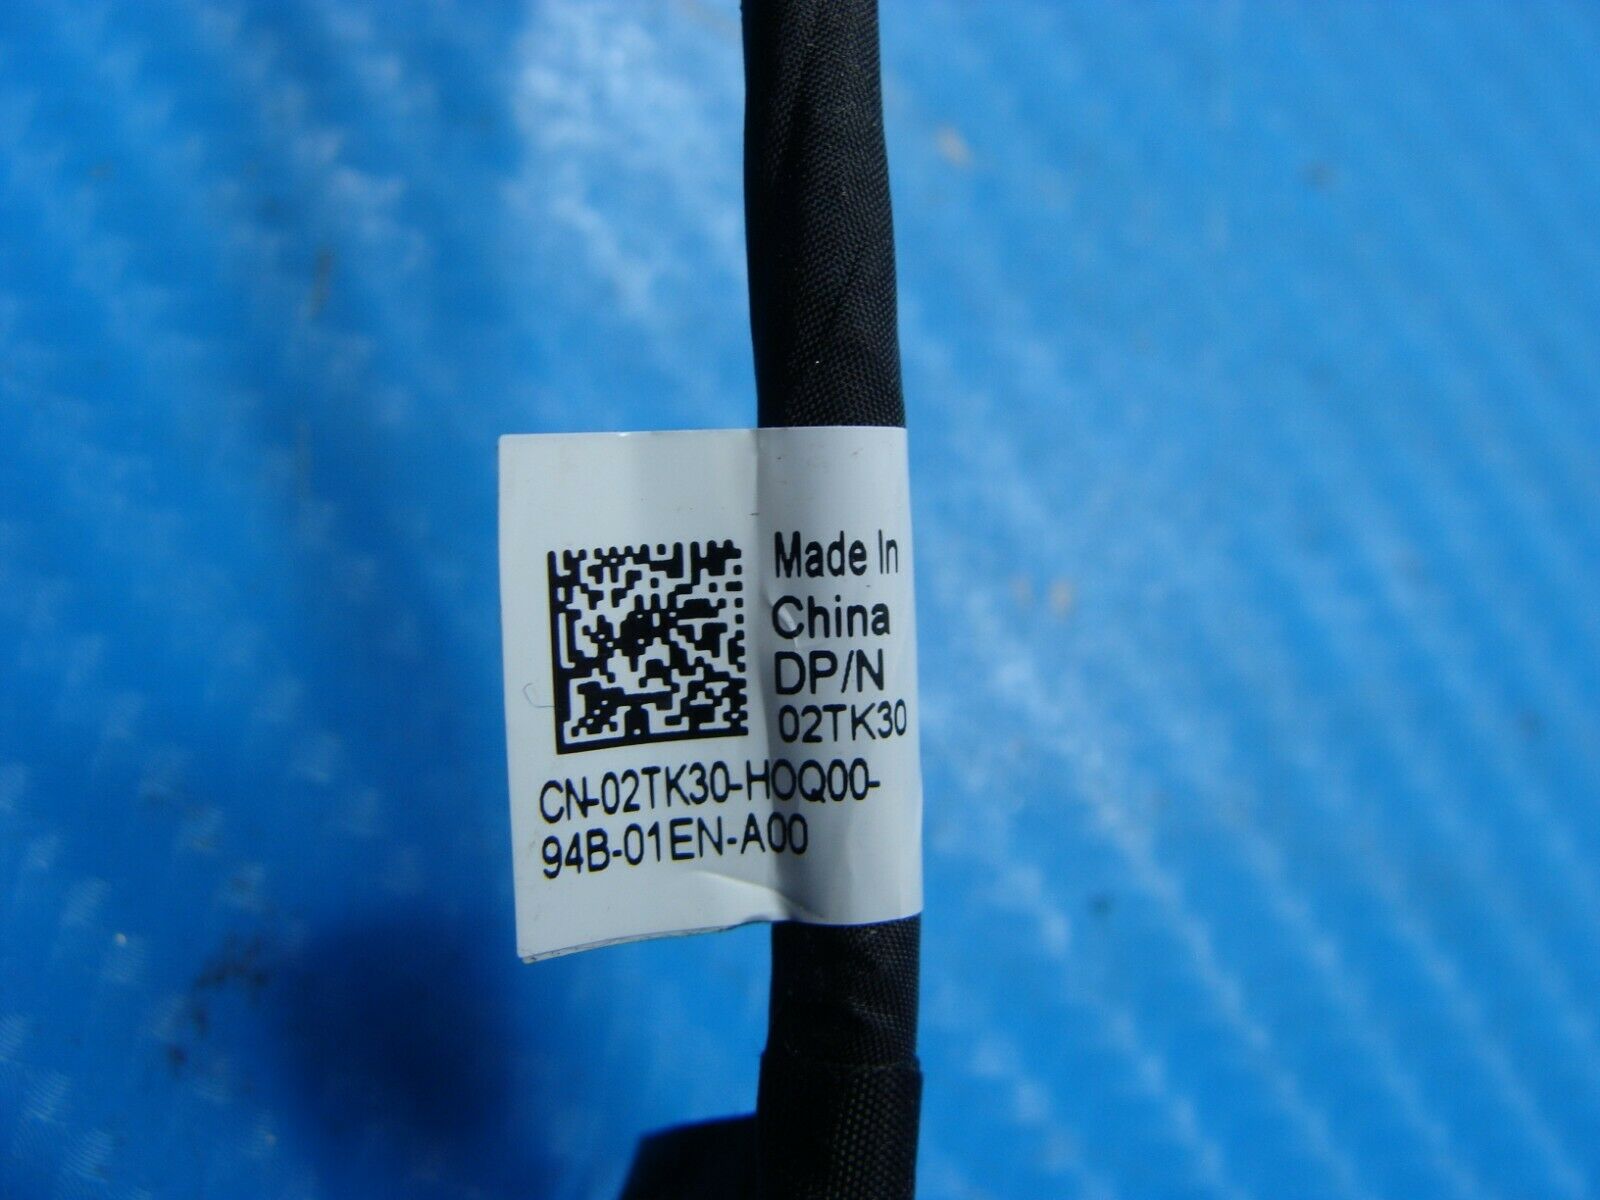 Made In
China
DP/N
02TK30
CN-02TK30-HOQ00-
94B-01EN-A00